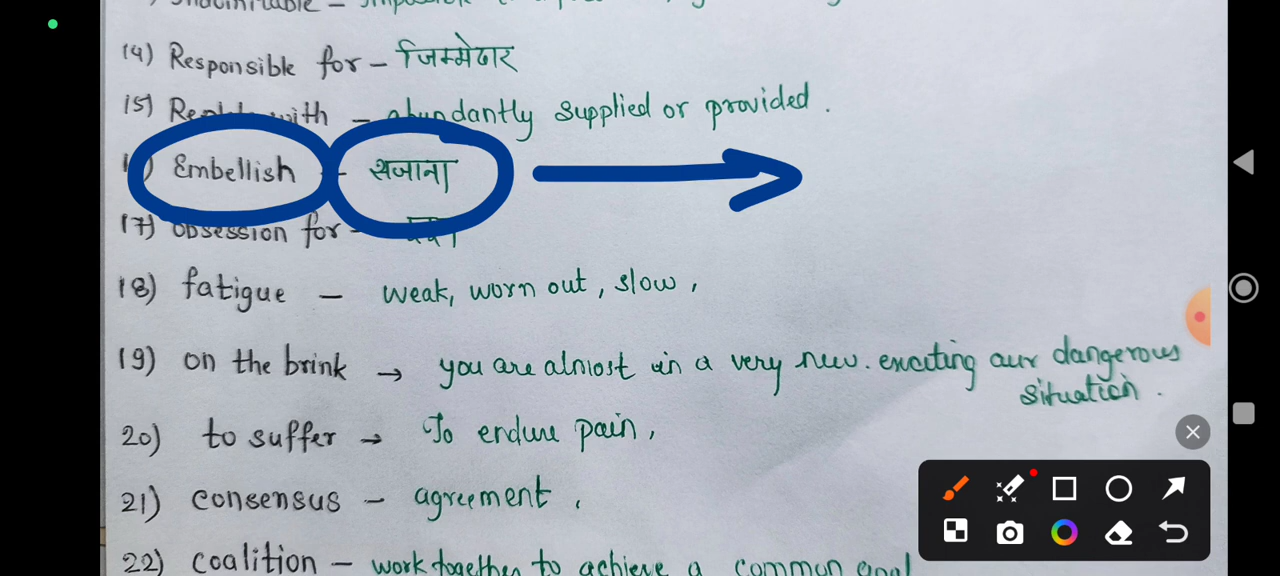 14) Responsible for - जिम्मेदार
15) with - abundantly supplied or provided.
) Embellish - सजाना
17) Obsession for -
18) fatigue - weak, worn out, slow,
19) on the brink → you are almost in a very new. exciting aur dangerous
situation.
20) to suffer → To endure pain,
21) consensus - agreement,
22) coalition - work together to achieve a common goal